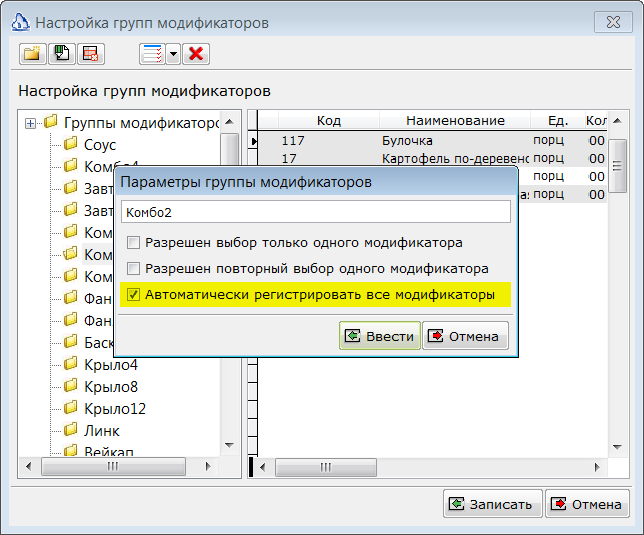 Настройка групп модификаторов
Настройка групп модификаторов
Группы модификаторо
Соус
Комбо4
Завт
Завт
Ком
Ком
Ком
Фан
Фан
Баск
Крыло4
Крыло8
Крыло12
Линк
Вейкап
Код Наименование Ед. Кол
117 Булочка порц 00
17 Картофель по-деревенс порц 00
порц 00
порц 00
Параметры группы модификаторов
Комбо2
Разрешен выбор только одного модификатора
Разрешен повторный выбор одного модификатора
Автоматически регистрировать все модификаторы
Ввести Отмена
Записать Отмена